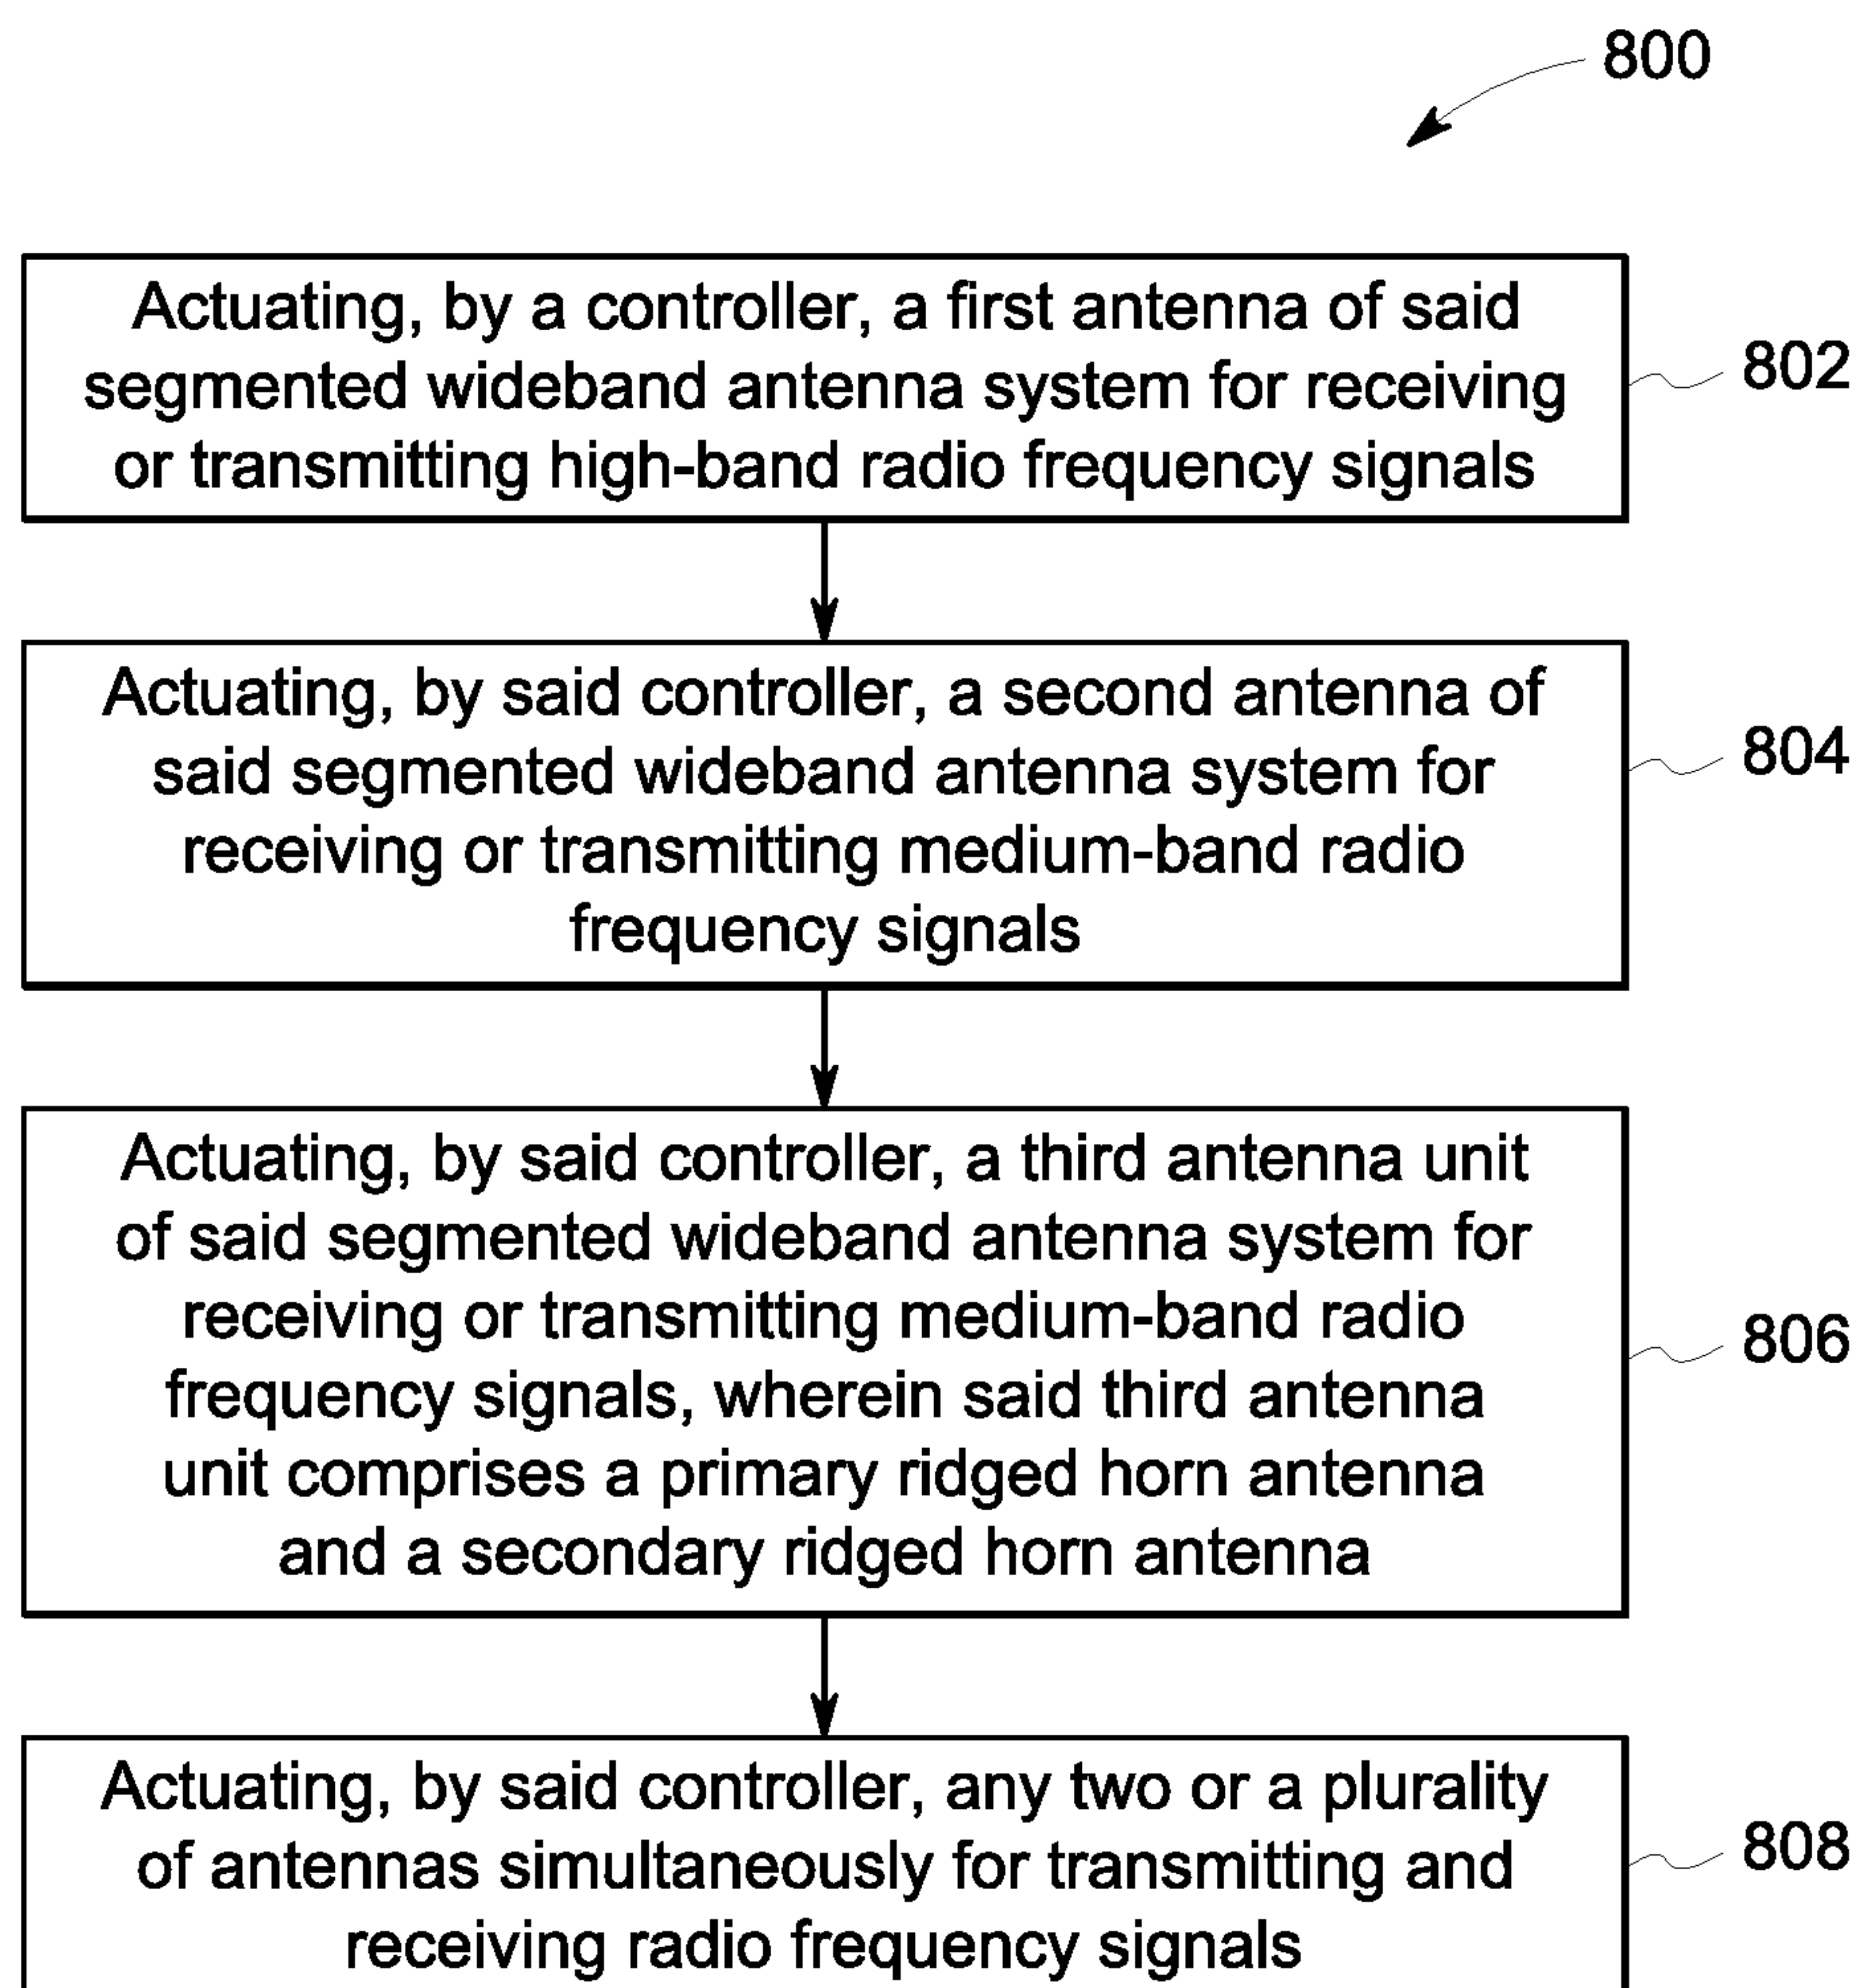 800
Actuating, by a controller, a first antenna of said
segmented wideband antenna system for receiving
or transmitting high-band radio frequency signals
802
Actuating, by said controller, a second antenna of
said segmented wideband antenna system for
receiving or transmitting medium-band radio
frequency signals
804
Actuating, by said controller, a third antenna unit
of said segmented wideband antenna system for
receiving or transmitting medium-band radio
frequency signals, wherein said third antenna
unit comprises a primary ridged horn antenna
and a secondary ridged horn antenna
806
Actuating, by said controller, any two or a plurality
of antennas simultaneously for transmitting and
receiving radio frequency signals
808